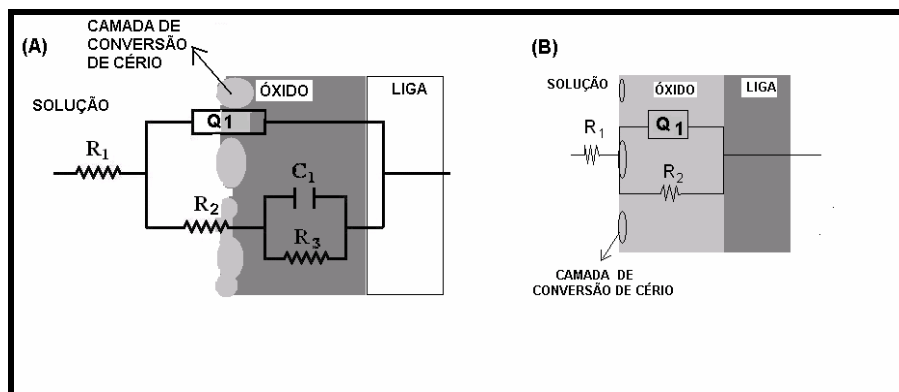 (A)
CAMADA DE
CONVERSÃO
DE CÉRIO
SOLUÇÃO
ÓXIDO
LIGA
Q1
R1
R2
C1
R3
(B)
SOLUÇÃO
ÓXIDO
LIGA
Q1
R1
R2
CAMADA DE
CONVERSÃO DE CÉRIO